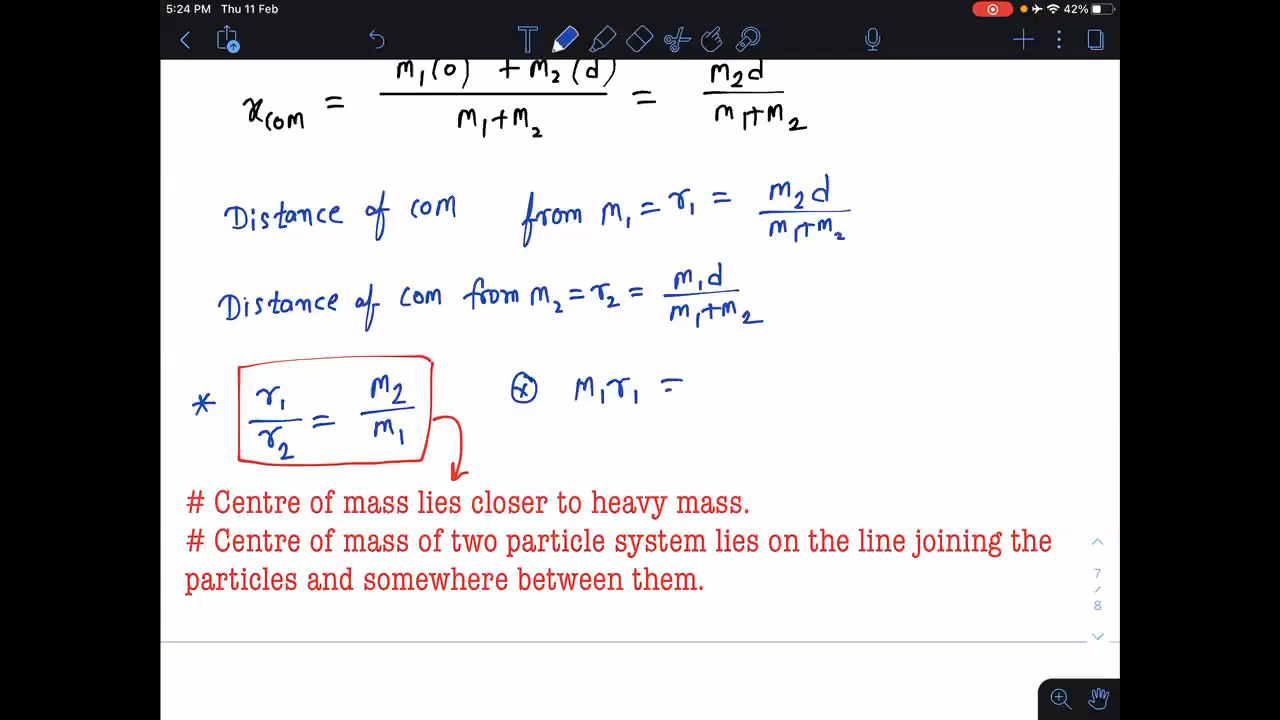 5:24 PM Thu 11 Feb 42%
T
x_COM = (m₁(0) + m₂(d))/(m₁+m₂) = m₂d/(m₁+m₂)
Distance of COM from m₁ = r₁ = m₂d/(m₁+m₂)
Distance of COM from m₂ = r₂ = m₁d/(m₁+m₂)
* r₁/r₂ = m₂/m₁ ⊛ m₁r₁ =
# Centre of mass lies closer to heavy mass.
# Centre of mass of two particle system lies on the line joining the
particles and somewhere between them.
7
/
8